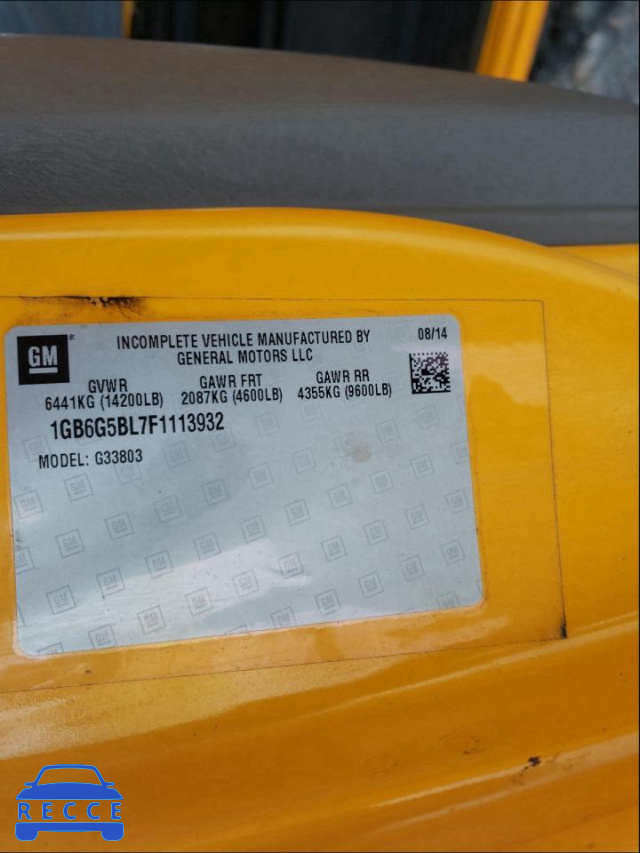 GM
INCOMPLETE VEHICLE MANUFACTURED BY
GENERAL MOTORS LLC
08/14
GVWR GAWR FRT GAWR RR
6441KG (14200LB) 2087KG (4600LB) 4355KG (9600LB)
1GB6G5BL7F1113932
MODEL: G33803
RECCE